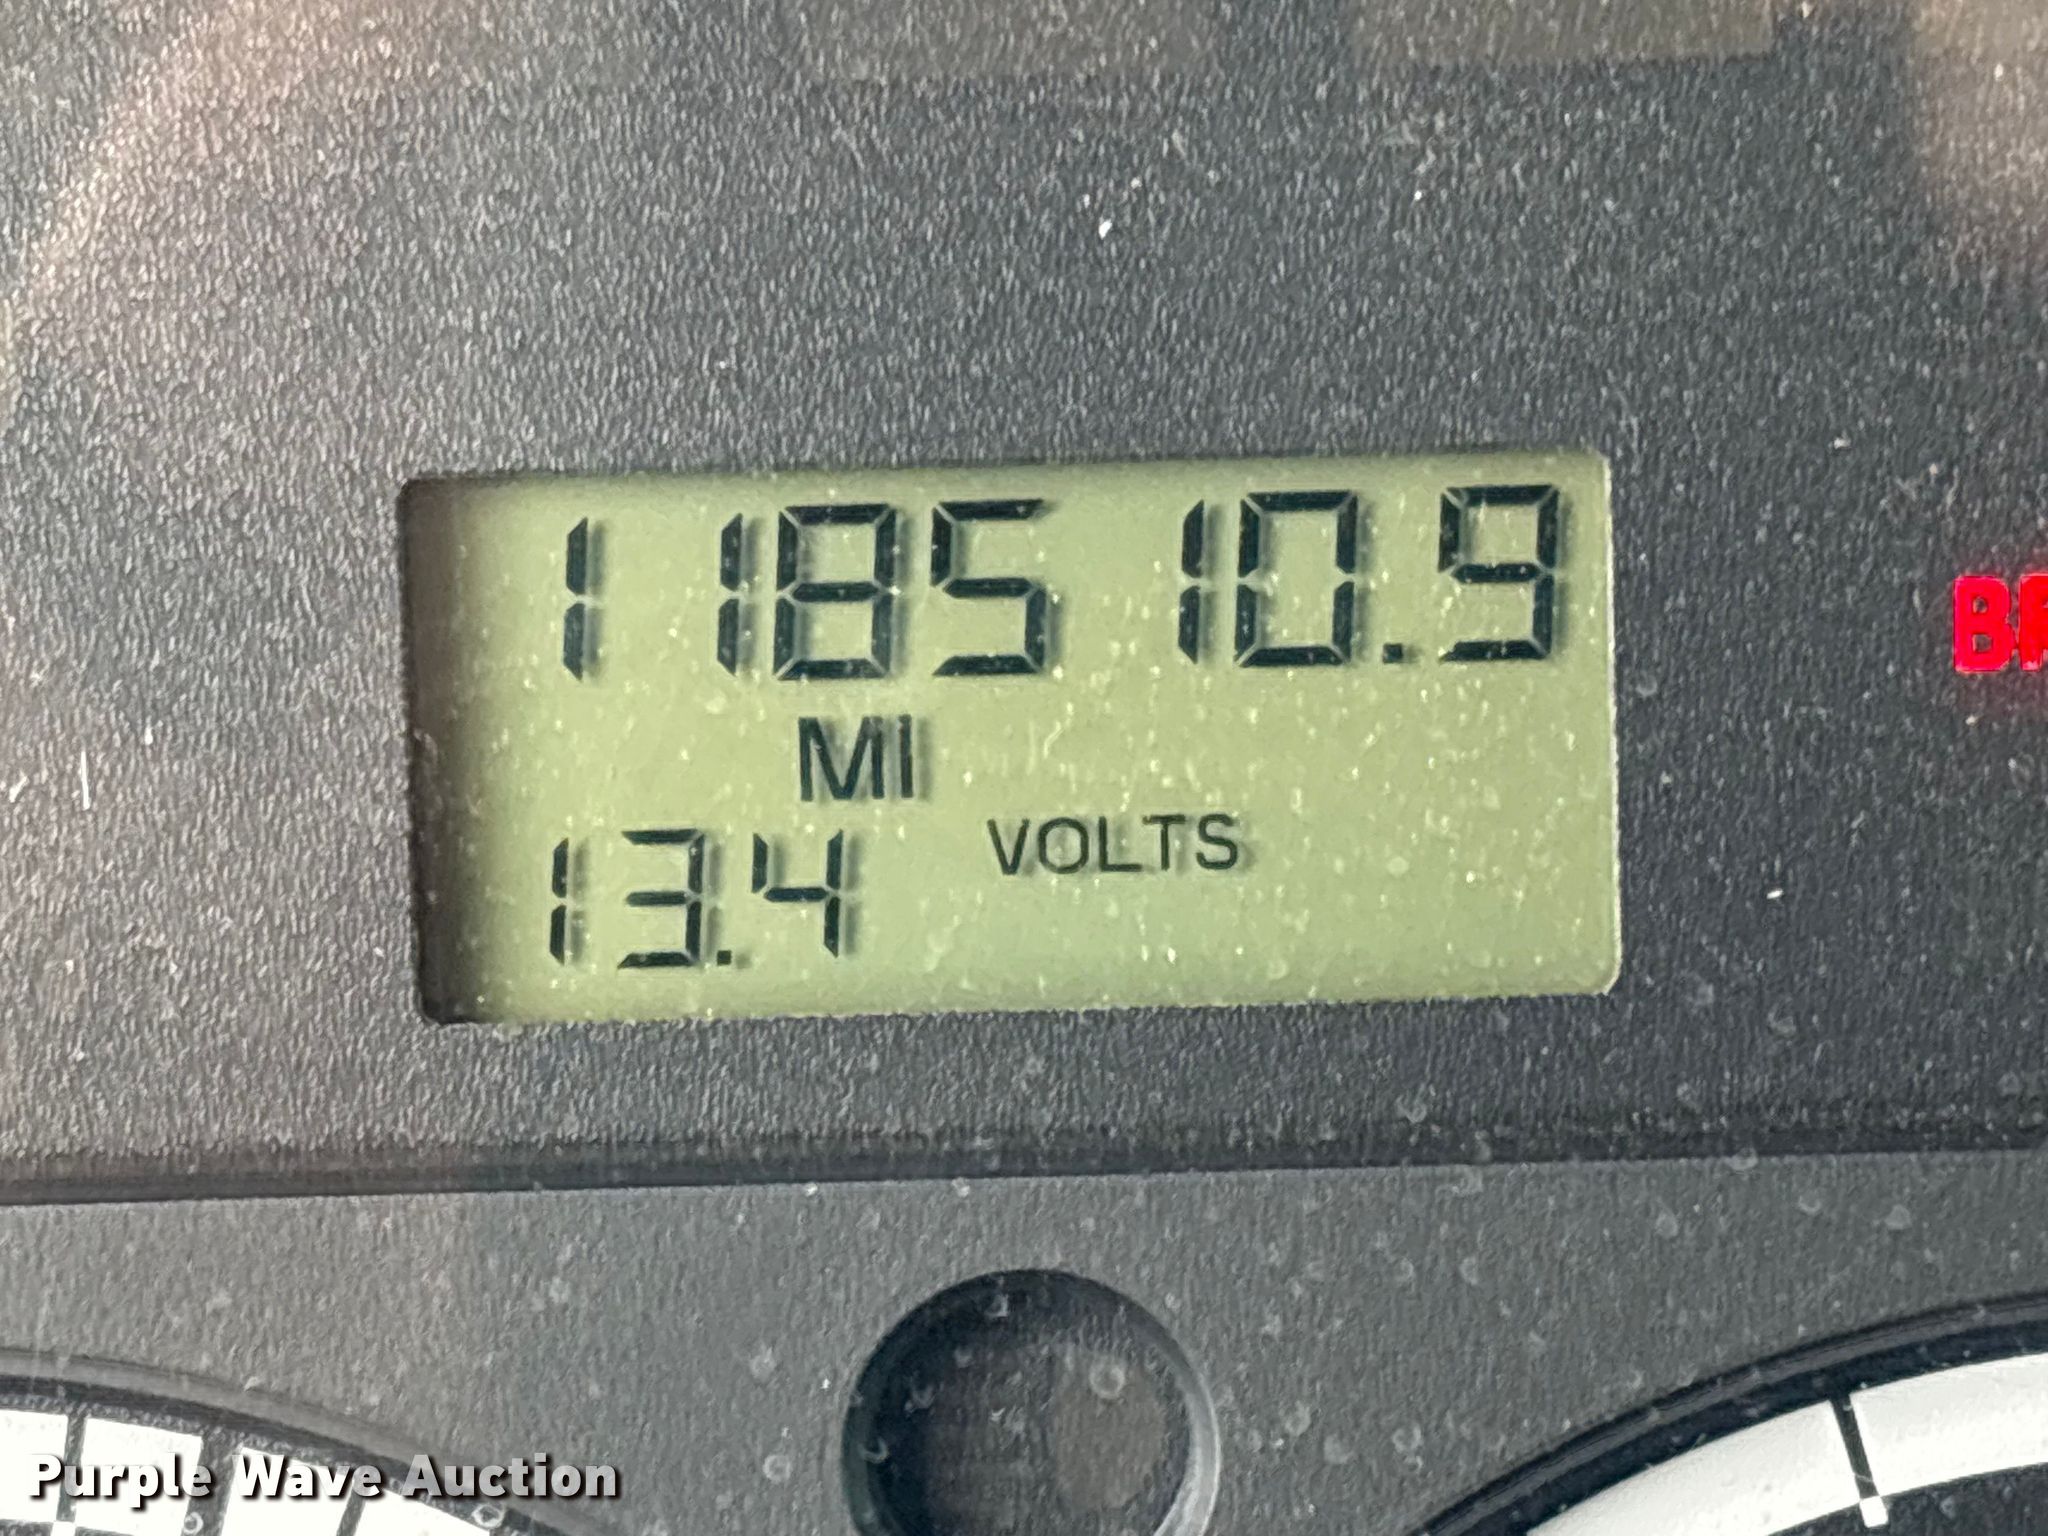 118510.9
MI
13.4 VOLTS
Purple Wave Auction